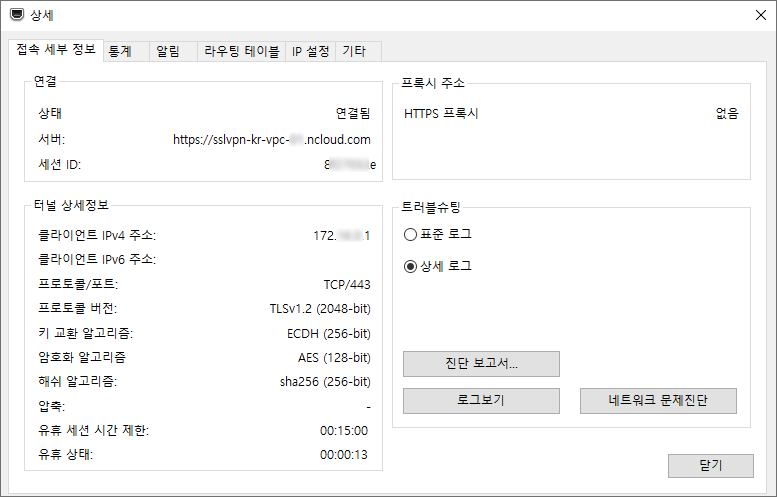 상세
접속 세부 정보 통계 알림 라우팅 테이블 IP 설정 기타
연결
상태 연결됨
서버: https://sslvpn-kr-vpc- .ncloud.com
세션 ID: 8 e
터널 상세정보
클라이언트 IPv4 주소: 172. .1
클라이언트 IPv6 주소:
프로토콜/포트: TCP/443
프로토콜 버전: TLSv1.2 (2048-bit)
키 교환 알고리즘: ECDH (256-bit)
암호화 알고리즘 AES (128-bit)
해쉬 알고리즘: sha256 (256-bit)
압축: -
유휴 세션 시간 제한: 00:15:00
유휴 상태: 00:00:13
프록시 주소
HTTPS 프록시 없음
트러블슈팅
표준 로그
상세 로그
진단 보고서...
로그보기 네트워크 문제진단
닫기